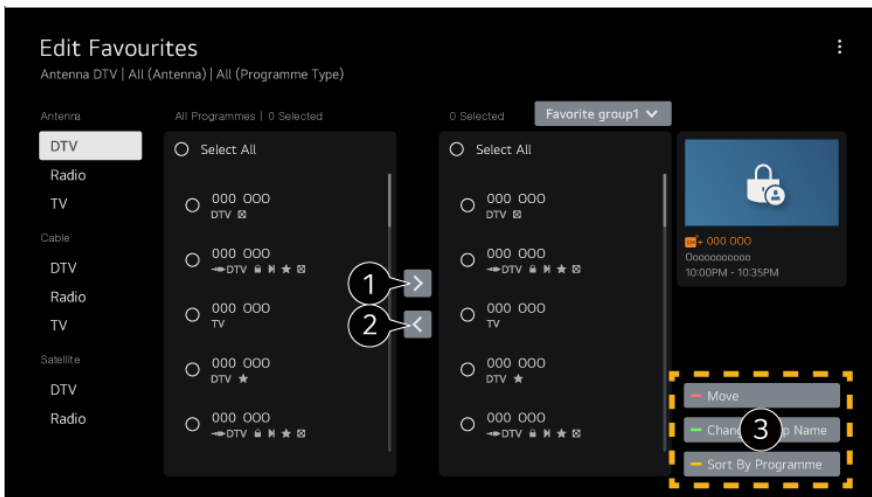 Edit Favourites
Antenna DTV | All (Antenna) | All (Programme Type)
Antenna
DTV
Radio
TV
Cable
DTV
Radio
TV
Satellite
DTV
Radio
All Programmes | 0 Selected
Select All
000 000
DTV
000 000
DTV
000 000
TV
000 000
DTV
000 000
DTV
1
2
0 Selected
Favorite group1
Select All
000 000
DTV
000 000
DTV
000 000
TV
000 000
DTV
000 000
DTV
000 000
Ooooooooooo
10:00PM - 10:35PM
Move
3
Name
Sort By Programme